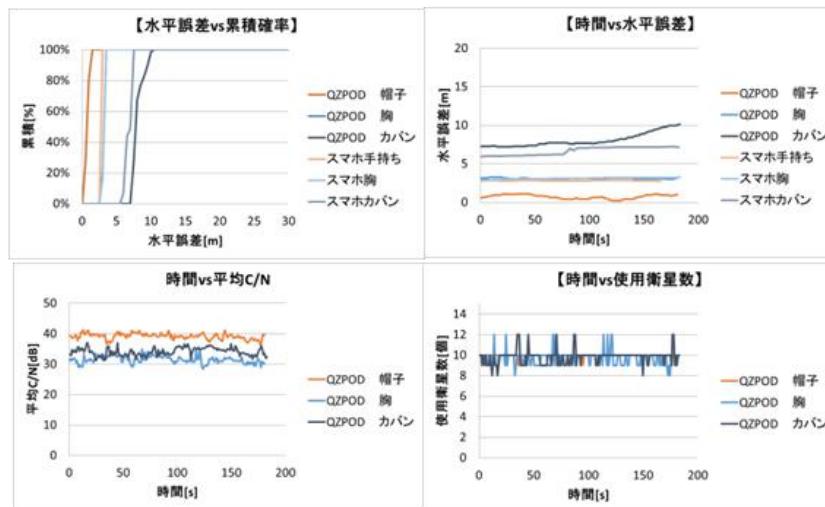 【水平誤差vs累積確率】
100%
80%
60%
40%
20%
0%
累積[%]
0
5
10
15
20
25
30
水平誤差[m]
QZPOD 帽子
QZPOD 胸
QZPOD カバン
スマホ手持ち
スマホ胸
スマホカバン
【時間vs水平誤差】
20
15
10
5
0
水平誤差[m]
0
50
100
150
200
時間[s]
QZPOD 帽子
QZPOD 胸
QZPOD カバン
スマホ手持ち
スマホ胸
スマホカバン
時間vs平均C/N
50
40
30
20
10
0
平均C/N[dB]
0
50
100
150
200
時間[s]
QZPOD 帽子
QZPOD 胸
QZPOD カバン
【時間vs使用衛星数】
14
12
10
8
6
4
2
0
使用衛星数[個]
0
50
100
150
200
時間[s]
QZPOD 帽子
QZPOD 胸
QZPOD カバン